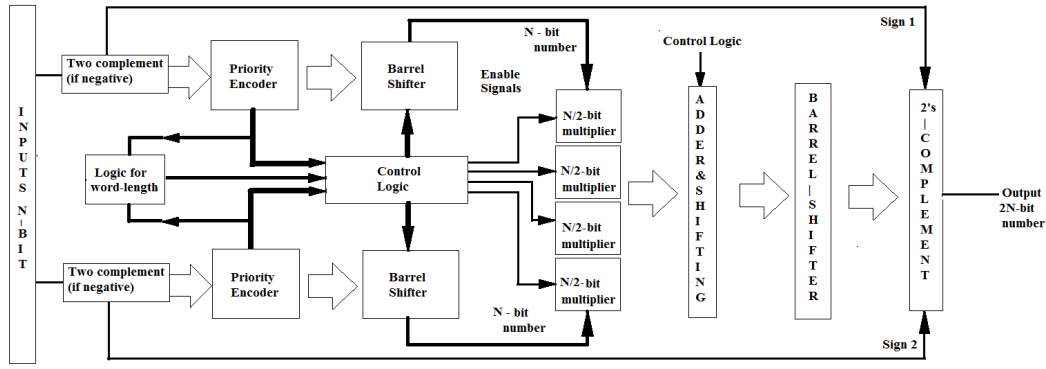 INPUTS N-BIT
Two complement
(if negative)
Priority
Encoder
Barrel
Shifter
N - bit
number
Enable
Signals
Sign 1
Control Logic
N/2-bit
multiplier
N/2-bit
multiplier
N/2-bit
multiplier
N/2-bit
multiplier
Logic for
word-length
Control
Logic
ADDER&SHIFTING
BARREL|SHIFTER
2's|COMPLEMENT
Output
2N-bit
number
Two complement
(if negative)
Priority
Encoder
Barrel
Shifter
N - bit
number
Sign 2